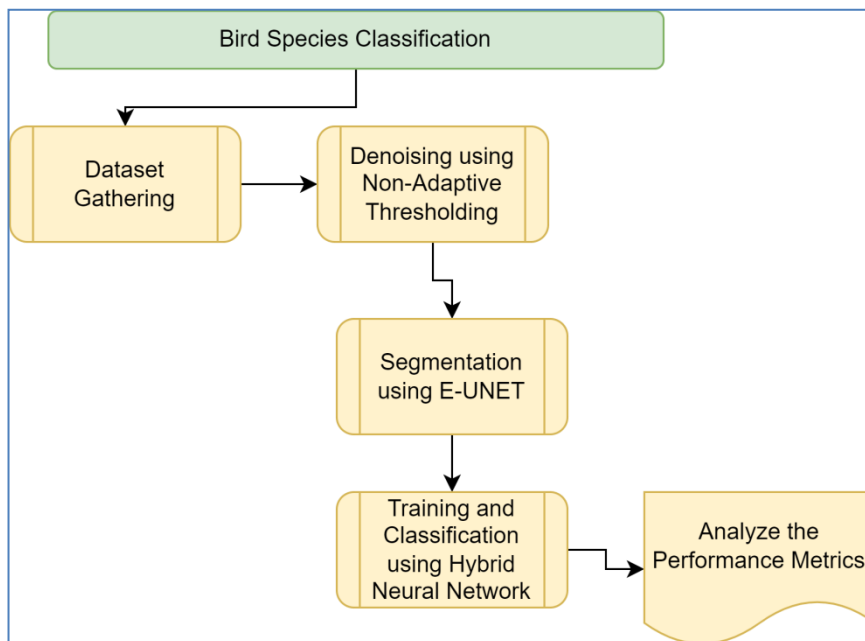 Bird Species Classification
Dataset
Gathering
Denoising using
Non-Adaptive
Thresholding
Segmentation
using E-UNET
Training and
Classification
using Hybrid
Neural Network
Analyze the
Performance Metrics